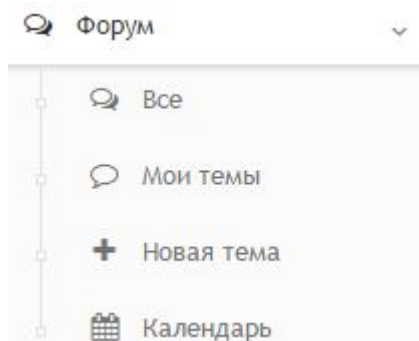 Форум
Все
Мои темы
Новая тема
Календарь